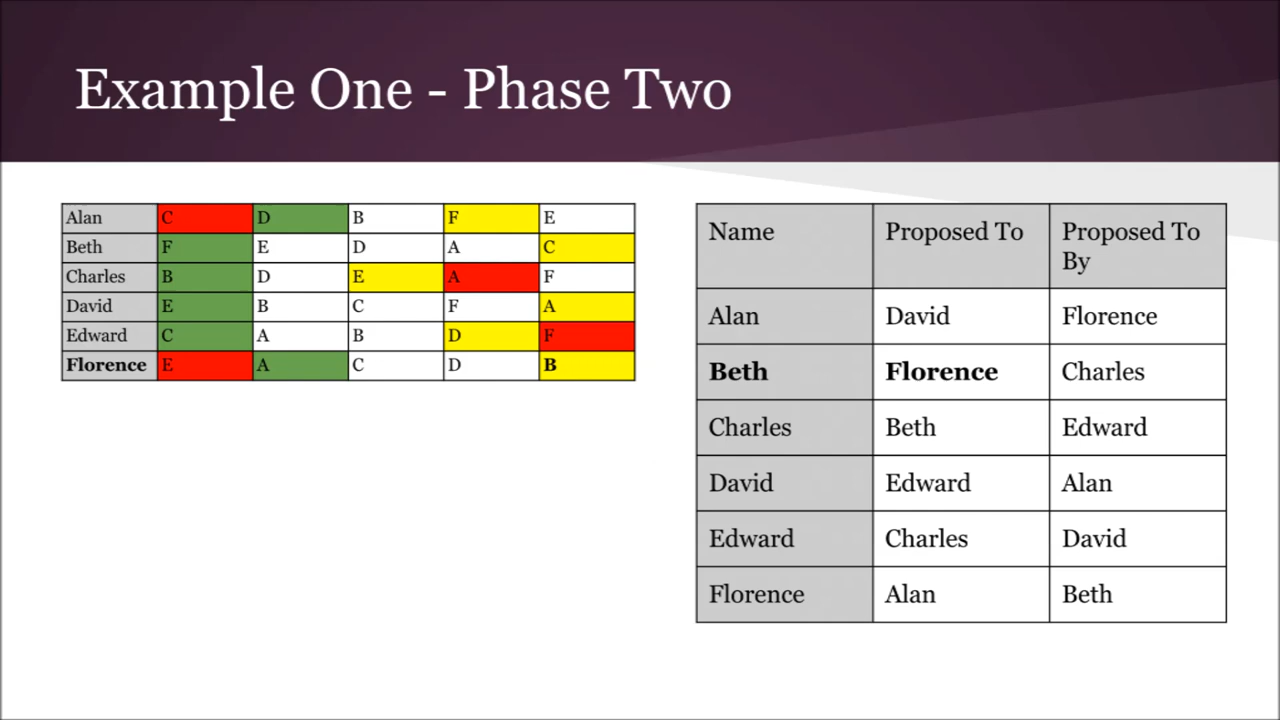 Example One - Phase Two
Alan C D B F E
Beth F E D A C
Charles B D E A F
David E B C F A
Edward C A B D F
Florence E A C D B
Name Proposed To Proposed To
By
Alan David Florence
Beth Florence Charles
Charles Beth Edward
David Edward Alan
Edward Charles David
Florence Alan Beth